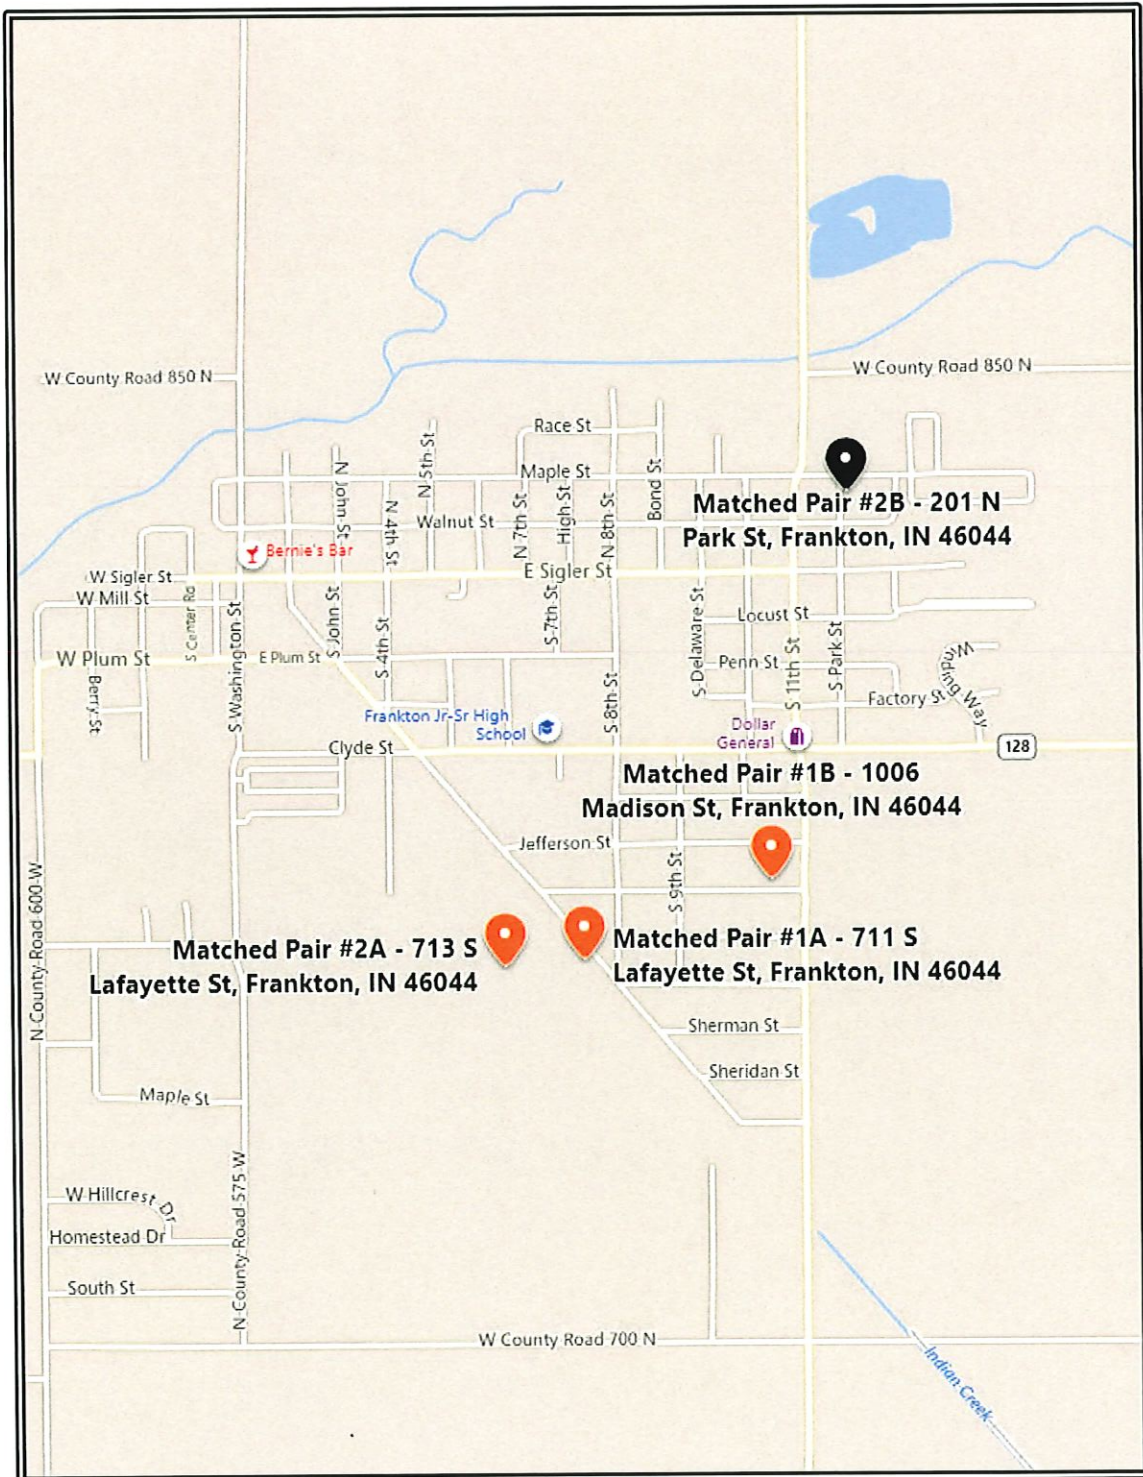 W County Road 850 N
W County Road 850 N
Race St
N 5th St
Maple St
N John St
Bond St
N 4th St
N 7th St
High St
N 8th St
Matched Pair #2B - 201 N
Park St, Frankton, IN 46044
Walnut St
Bernie's Bar
E Sigler St
W Sigler St
W Mill St
S Center Rd
S Washington St
S John St
S 4th St
S 7th St
S Delaware St
Locust St
S 11th St
S Park St
W Plum St
E Plum St
Penn St
Winding Way
Berry St
S 8th St
Factory St
Frankton Jr-Sr High
School
Dollar
General
Clyde St
128
Matched Pair #1B - 1006
Madison St, Frankton, IN 46044
Jefferson St
S 9th St
N County Road 600 W
Matched Pair #2A - 713 S
Lafayette St, Frankton, IN 46044
Matched Pair #1A - 711 S
Lafayette St, Frankton, IN 46044
Sherman St
Sheridan St
Maple St
N County Road 575 W
W Hillcrest Dr
Homestead Dr
South St
W County Road 700 N
Indian Creek